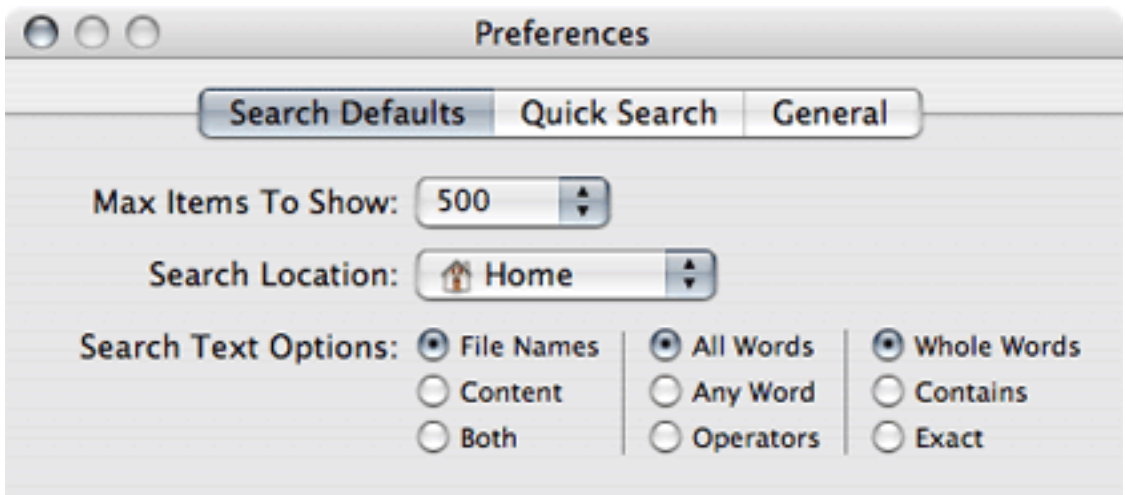 Preferences
Search Defaults Quick Search General
Max Items To Show: 500
Search Location: Home
Search Text Options: File Names All Words Whole Words
Content Any Word Contains
Both Operators Exact